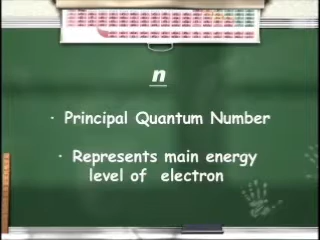 n
· Principal Quantum Number
· Represents main energy
level of electron